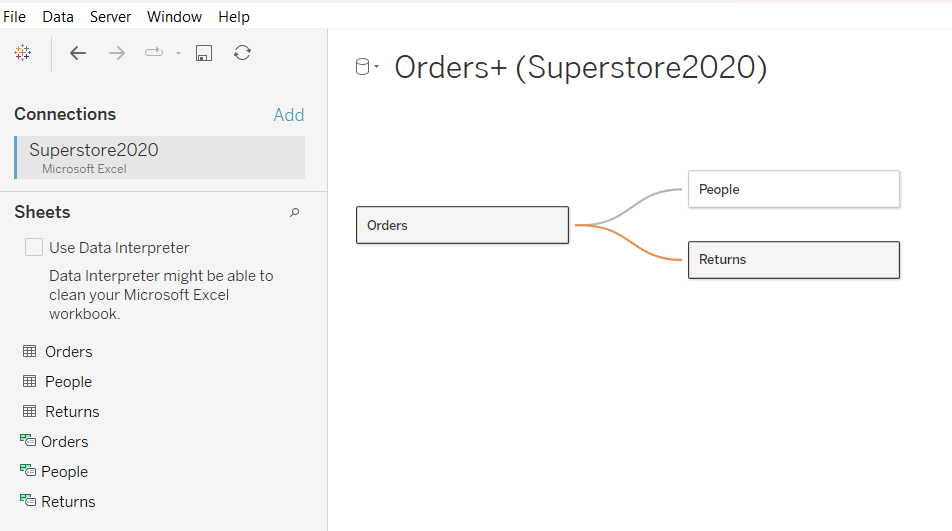 File Data Server Window Help
Orders+ (Superstore2020)
Connections Add
Superstore2020
Microsoft Excel
Sheets
Use Data Interpreter
Data Interpreter might be able to
clean your Microsoft Excel
workbook.
Orders
People
Returns
Orders
People
Returns
Orders
People
Returns